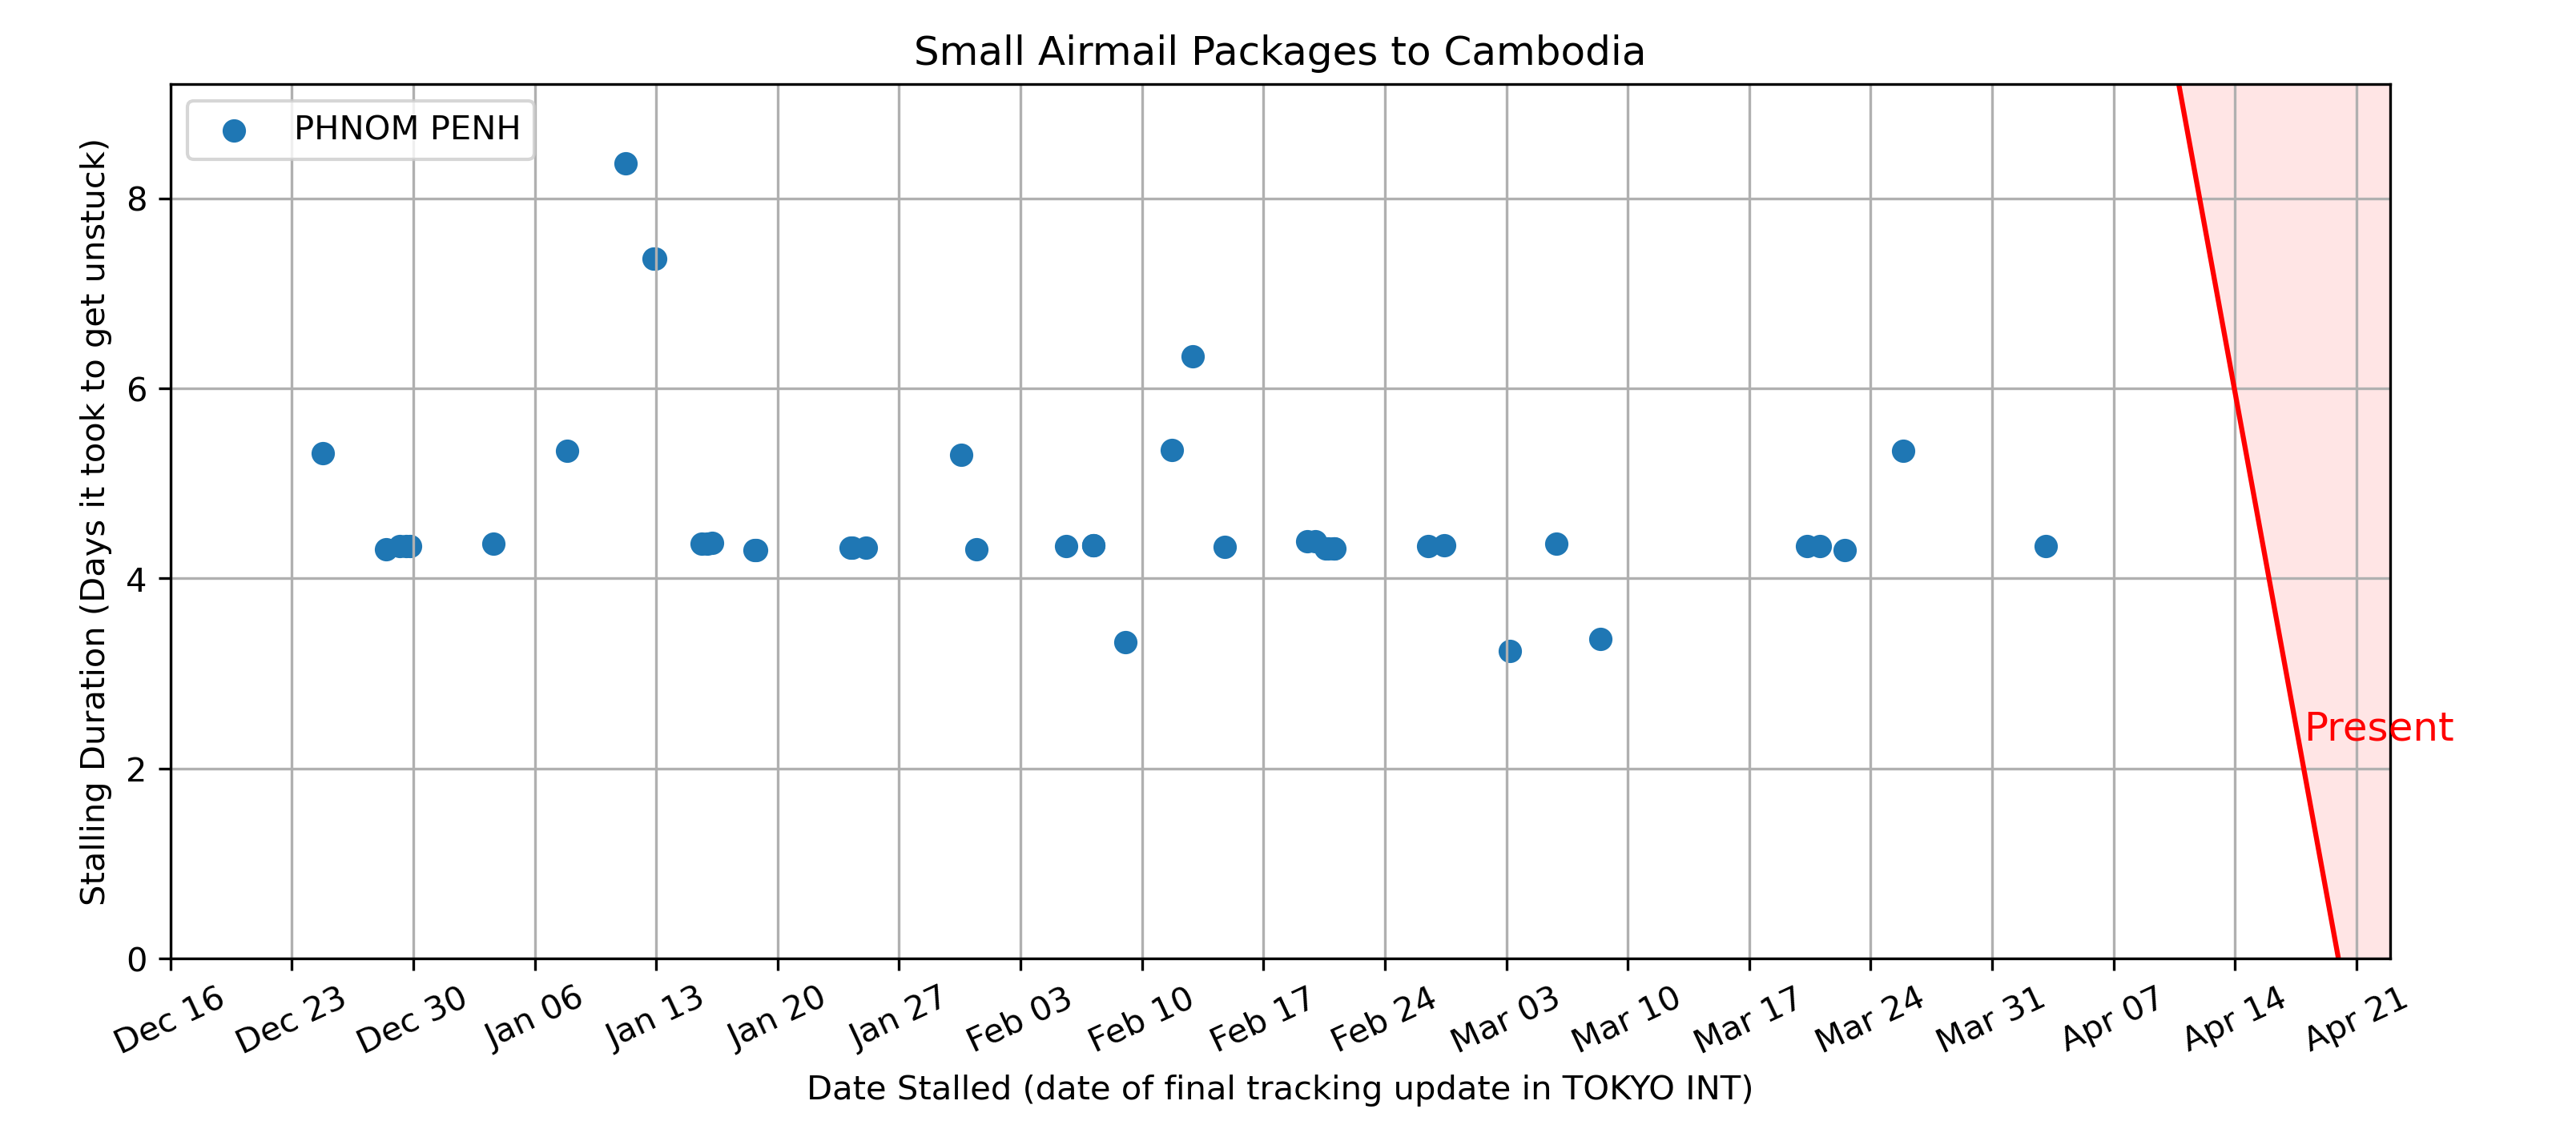 Small Airmail Packages to Cambodia
PHNOM PENH
Stalling Duration (Days it took to get unstuck)
8
6
4
2
0
Present
Dec 16
Dec 23
Dec 30
Jan 06
Jan 13
Jan 20
Jan 27
Feb 03
Feb 10
Feb 17
Feb 24
Mar 03
Mar 10
Mar 17
Mar 24
Mar 31
Apr 07
Apr 14
Apr 21
Date Stalled (date of final tracking update in TOKYO INT)